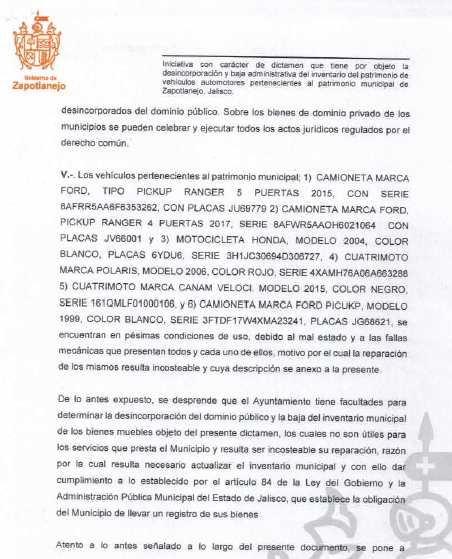 Gobierno de
Zapotlanejo
Iniciativa con carácter de dictamen que tiene por objeto la
desincorporación y baja administrativa del inventario del patrimonio de
vehículos automotores pertenecientes al patrimonio municipal de
Zapotlanejo, Jalisco.
desincorporados del dominio público. Sobre los bienes de dominio privado de los
municipios se pueden celebrar y ejecutar todos los actos jurídicos regulados por el
derecho común.
V.-. Los vehículos pertenecientes al patrimonio municipal; 1) CAMIONETA MARCA
FORD, TIPO PICKUP RANGER 5 PUERTAS 2015, CON SERIE
8AFRR5AA6F6353262, CON PLACAS JU69779 2) CAMIONETA MARCA FORD,
PICKUP RANGER 4 PUERTAS 2017, SERIE 8AFWR5AAOH6021064 CON
PLACAS JV66001 y 3) MOTOCICLETA HONDA, MODELO 2004, COLOR
BLANCO, PLACAS 6YDU6, SERIE 3H1JC30694D306727, 4) CUATRIMOTO
MARCA POLARIS, MODELO 2006, COLOR ROJO, SERIE 4XAMH76A06A663286
5) CUATRIMOTO MARCA CANAM VELOCI. MODELO 2015, COLOR NEGRO,
SERIE 161QMLF01000106, y 6) CAMIONETA MARCA FORD PICUKP, MODELO
1999, COLOR BLANCO, SERIE 3FTDF17W4XMA23241, PLACAS JG68621, se
encuentran en pésimas condiciones de uso, debido al mal estado y a las fallas
mecánicas que presentan todos y cada uno de ellos, motivo por el cual la reparación
de los mismos resulta incosteable y cuya descripción se anexo a la presente.
De lo antes expuesto, se desprende que el Ayuntamiento tiene facultades para
determinar la desincorporación del dominio público y la baja del inventario municipal
de los bienes muebles objeto del presente dictamen, los cuales no son útiles para
los servicios que presta el Municipio y resulta ser incosteable su reparación, razón
por la cual resulta necesario actualizar el inventario municipal y con ello dar
cumplimiento a lo establecido por el artículo 84 de la Ley del Gobierno y la
Administración Pública Municipal del Estado de Jalisco, que establece la obligación
del Municipio de llevar un registro de sus bienes
Atento a lo antes señalado a lo largo del presente documento, se pone a